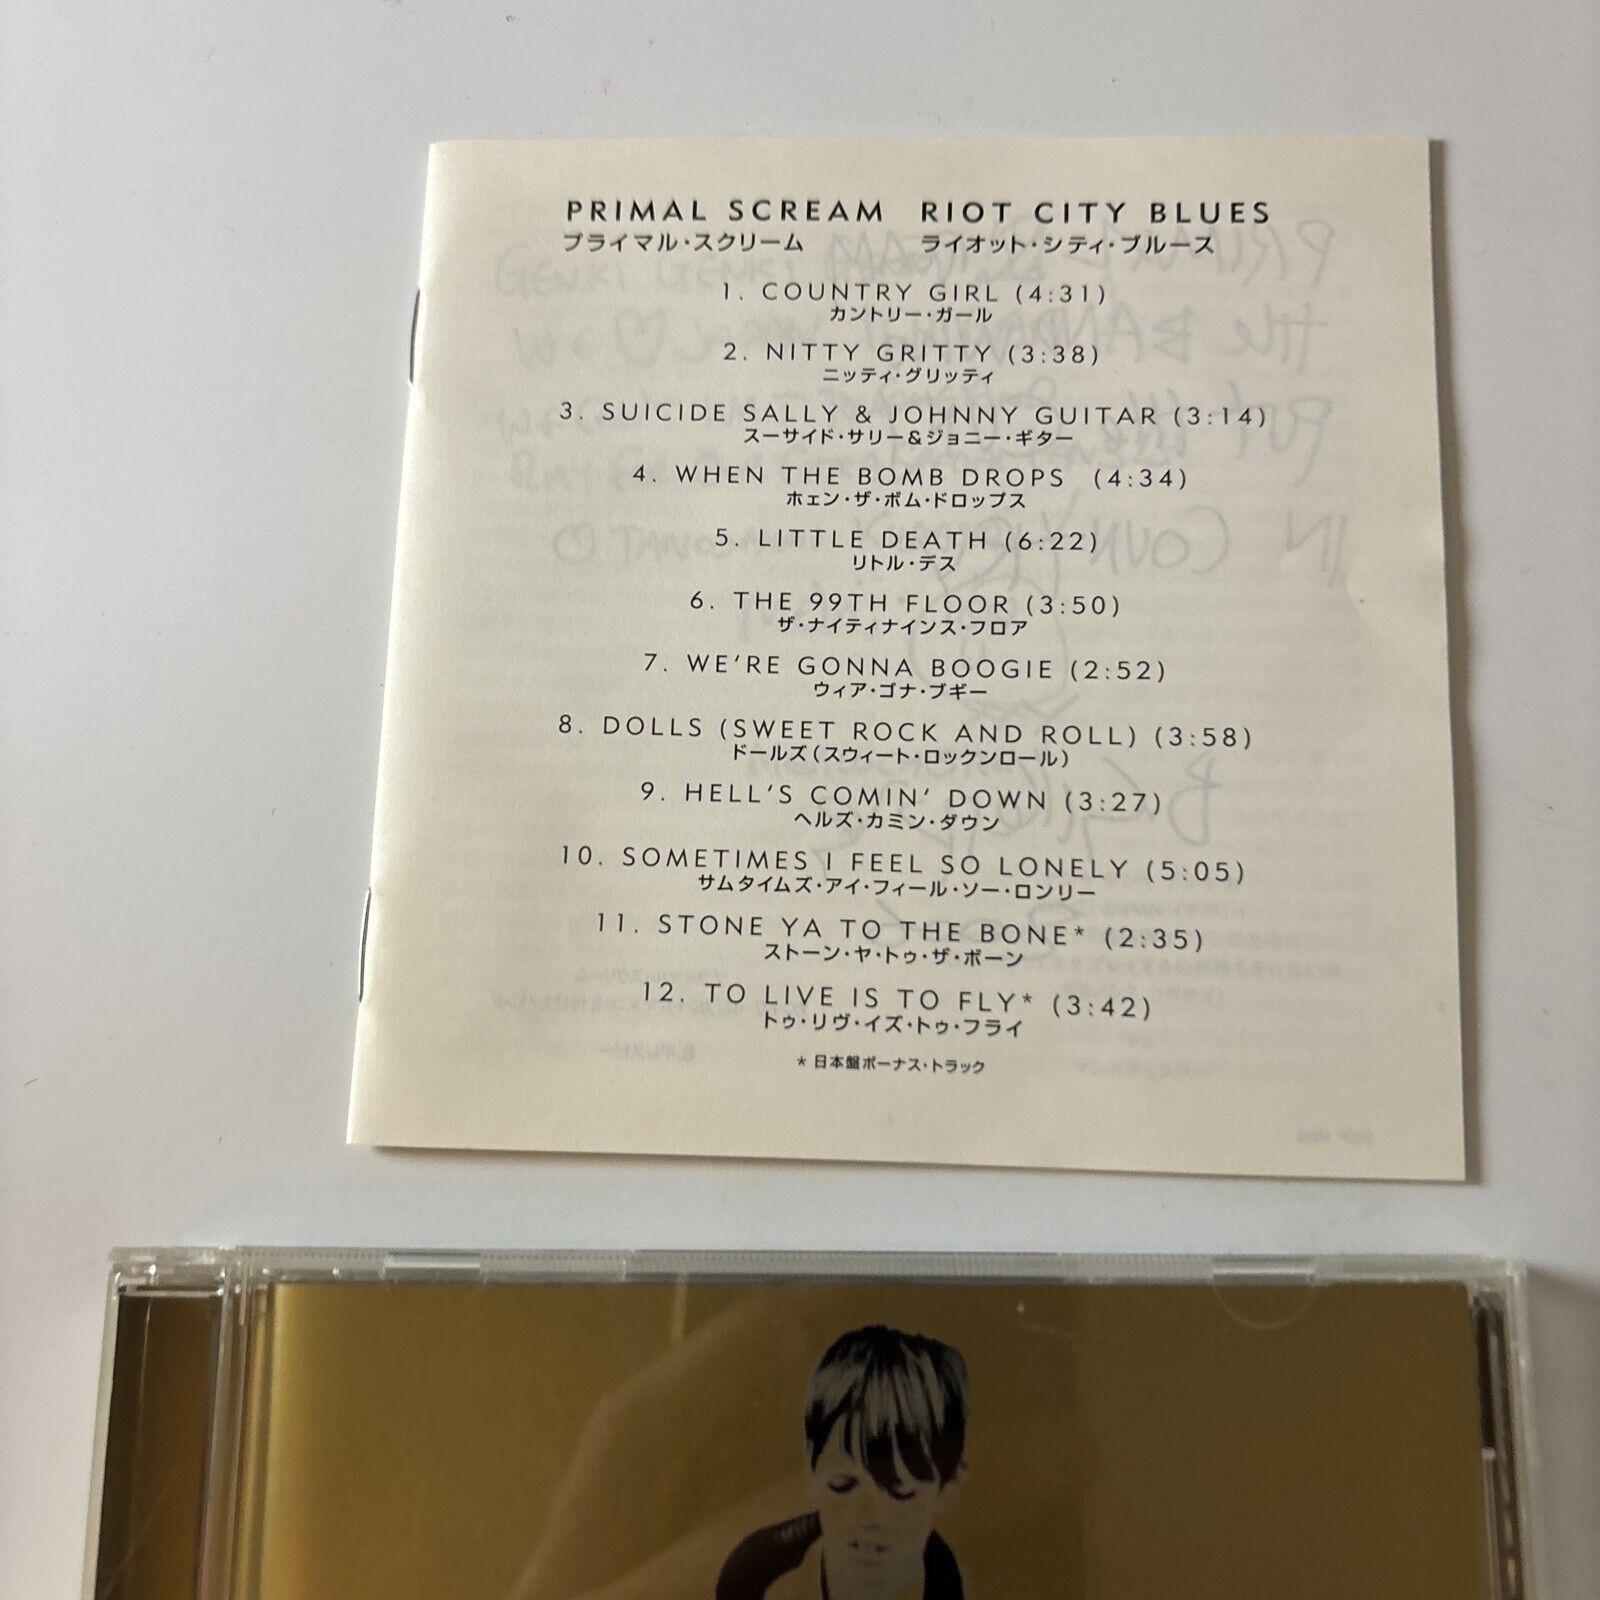 PRIMAL SCREAM RIOT CITY BLUES
プライマル・スクリーム ライオット・シティ・ブルース
1. COUNTRY GIRL (4:31)
カントリー・ガール
2. NITTY GRITTY (3:38)
ニッティ・グリッティ
3. SUICIDE SALLY & JOHNNY GUITAR (3:14)
スーサイド・サリー&ジョニー・ギター
4. WHEN THE BOMB DROPS (4:34)
ホェン・ザ・ボム・ドロップス
5. LITTLE DEATH (6:22)
リトル・デス
6. THE 99TH FLOOR (3:50)
ザ・ナイティナインス・フロア
7. WE'RE GONNA BOOGIE (2:52)
ウィア・ゴナ・ブギー
8. DOLLS (SWEET ROCK AND ROLL) (3:58)
ドールズ(スウィート・ロックンロール)
9. HELL'S COMIN' DOWN (3:27)
ヘルズ・カミン・ダウン
10. SOMETIMES I FEEL SO LONELY (5:05)
サムタイムズ・アイ・フィール・ソー・ロンリー
11. STONE YA TO THE BONE* (2:35)
ストーン・ヤ・トゥ・ザ・ボーン
12. TO LIVE IS TO FLY* (3:42)
トゥ・リヴ・イズ・トゥ・フライ
* 日本盤ボーナス・トラック